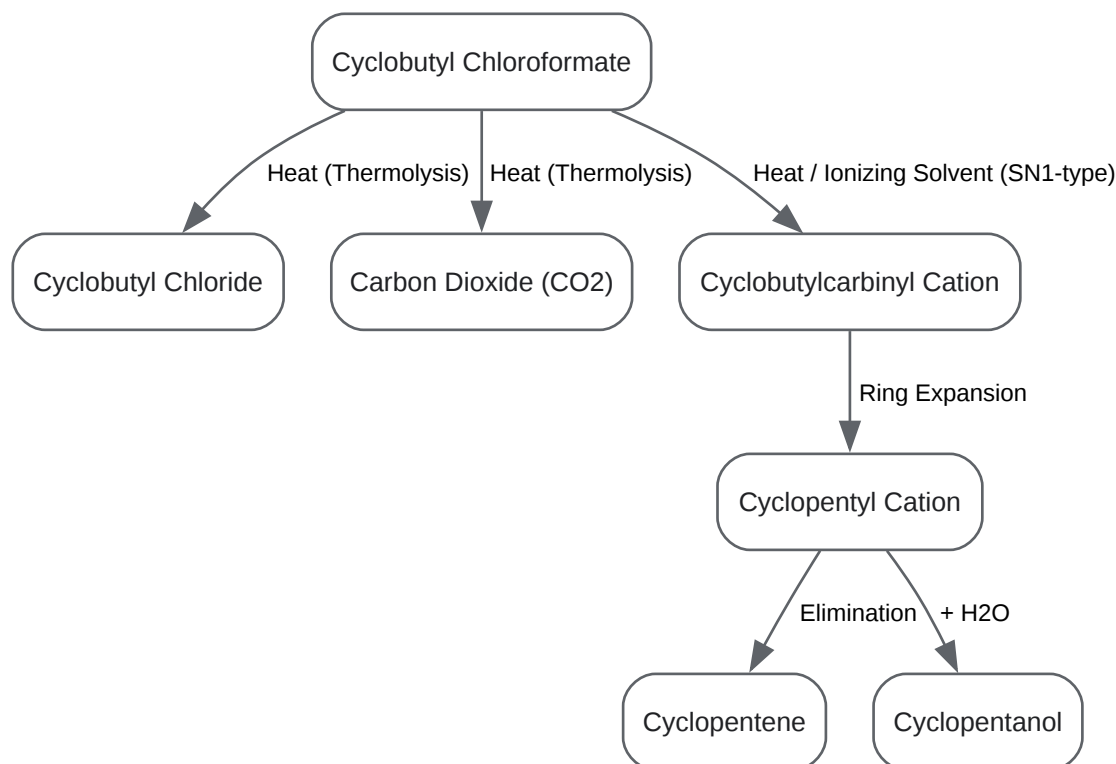 Cyclobutyl Chloroformate
Heat (Thermolysis)
Heat (Thermolysis)
Heat / Ionizing Solvent (SN1-type)
Cyclobutyl Chloride
Carbon Dioxide (CO2)
Cyclobutylcarbinyl Cation
Ring Expansion
Cyclopentyl Cation
Elimination
+ H2O
Cyclopentene
Cyclopentanol